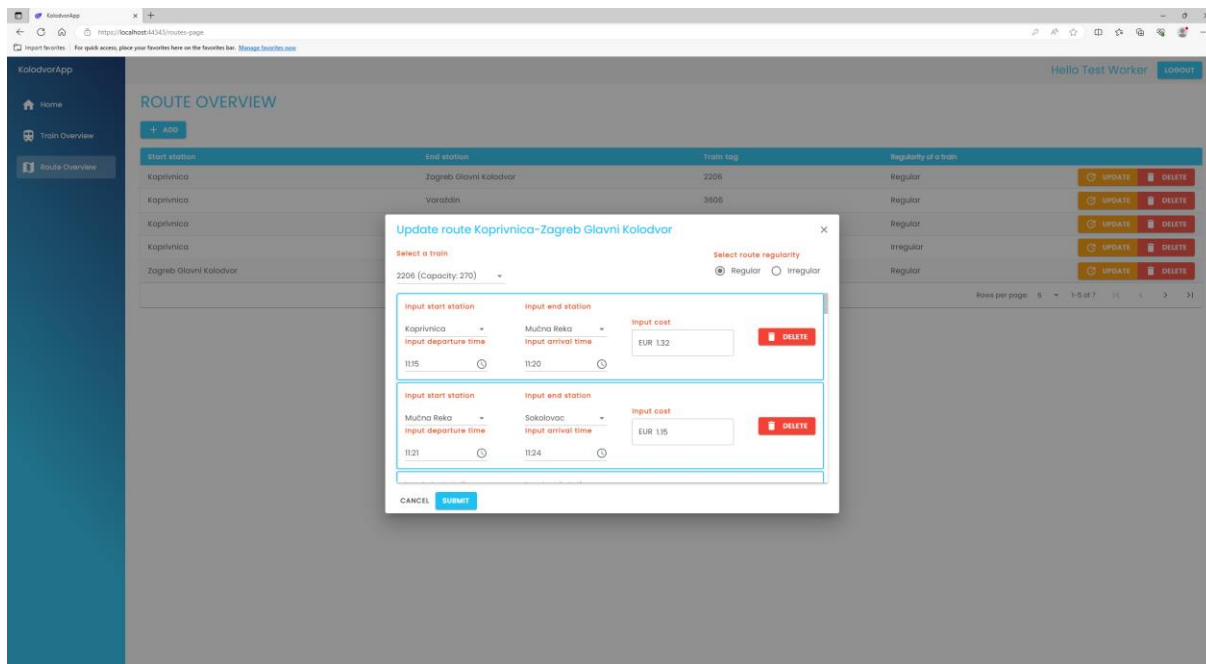 KolodvorApp
https://localhost:44343/routes-page
Import favorites For quick access, place your favorites here on the favorites bar. Manage favorites now
KolodvorApp
Hello Test Worker LOGOUT
Home
Train Overview
Route Overview
ROUTE OVERVIEW
+ ADD
Start station End station Train tag Regularity of a train
Koprivnica Zagreb Glavni Kolodvor 2206 Regular UPDATE DELETE
Koprivnica Varaždin 3606 Regular UPDATE DELETE
Koprivnica Regular UPDATE DELETE
Koprivnica Irregular UPDATE DELETE
Zagreb Glavni Kolodvor Regular UPDATE DELETE
Rows per page: 5 1-5 of 7
Update route Koprivnica-Zagreb Glavni Kolodvor
Select a train Select route regularity
2206 (Capacity: 270) Regular Irregular
Input start station Input end station
Koprivnica Mučna Reka
Input cost
EUR 1.32
DELETE
Input departure time Input arrival time
11:15 11:20
Input start station Input end station
Mučna Reka Sokolovac
Input cost
EUR 1.15
DELETE
Input departure time Input arrival time
11:21 11:24
CANCEL SUBMIT